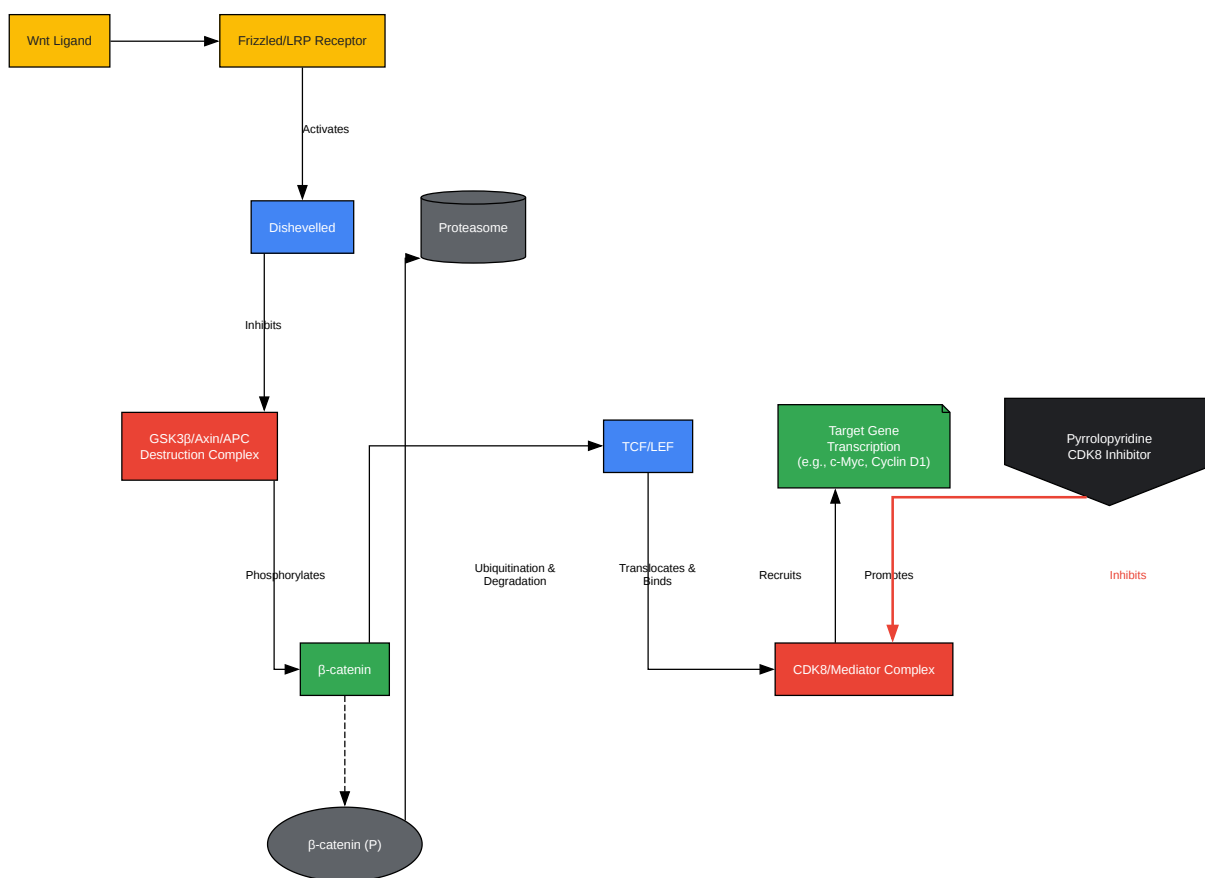 Wnt Ligand
Frizzled/LRP Receptor
Activates
Dishevelled
Proteasome
Inhibits
GSK3β/Axin/APC
Destruction Complex
TCF/LEF
Target Gene
Transcription
(e.g., c-Myc, Cyclin D1)
Pyrrolopyridine
CDK8 Inhibitor
Phosphorylates
Ubiquitination &
Degradation
Translocates &
Binds
Recruits
Promotes
Inhibits
β-catenin
CDK8/Mediator Complex
β-catenin (P)